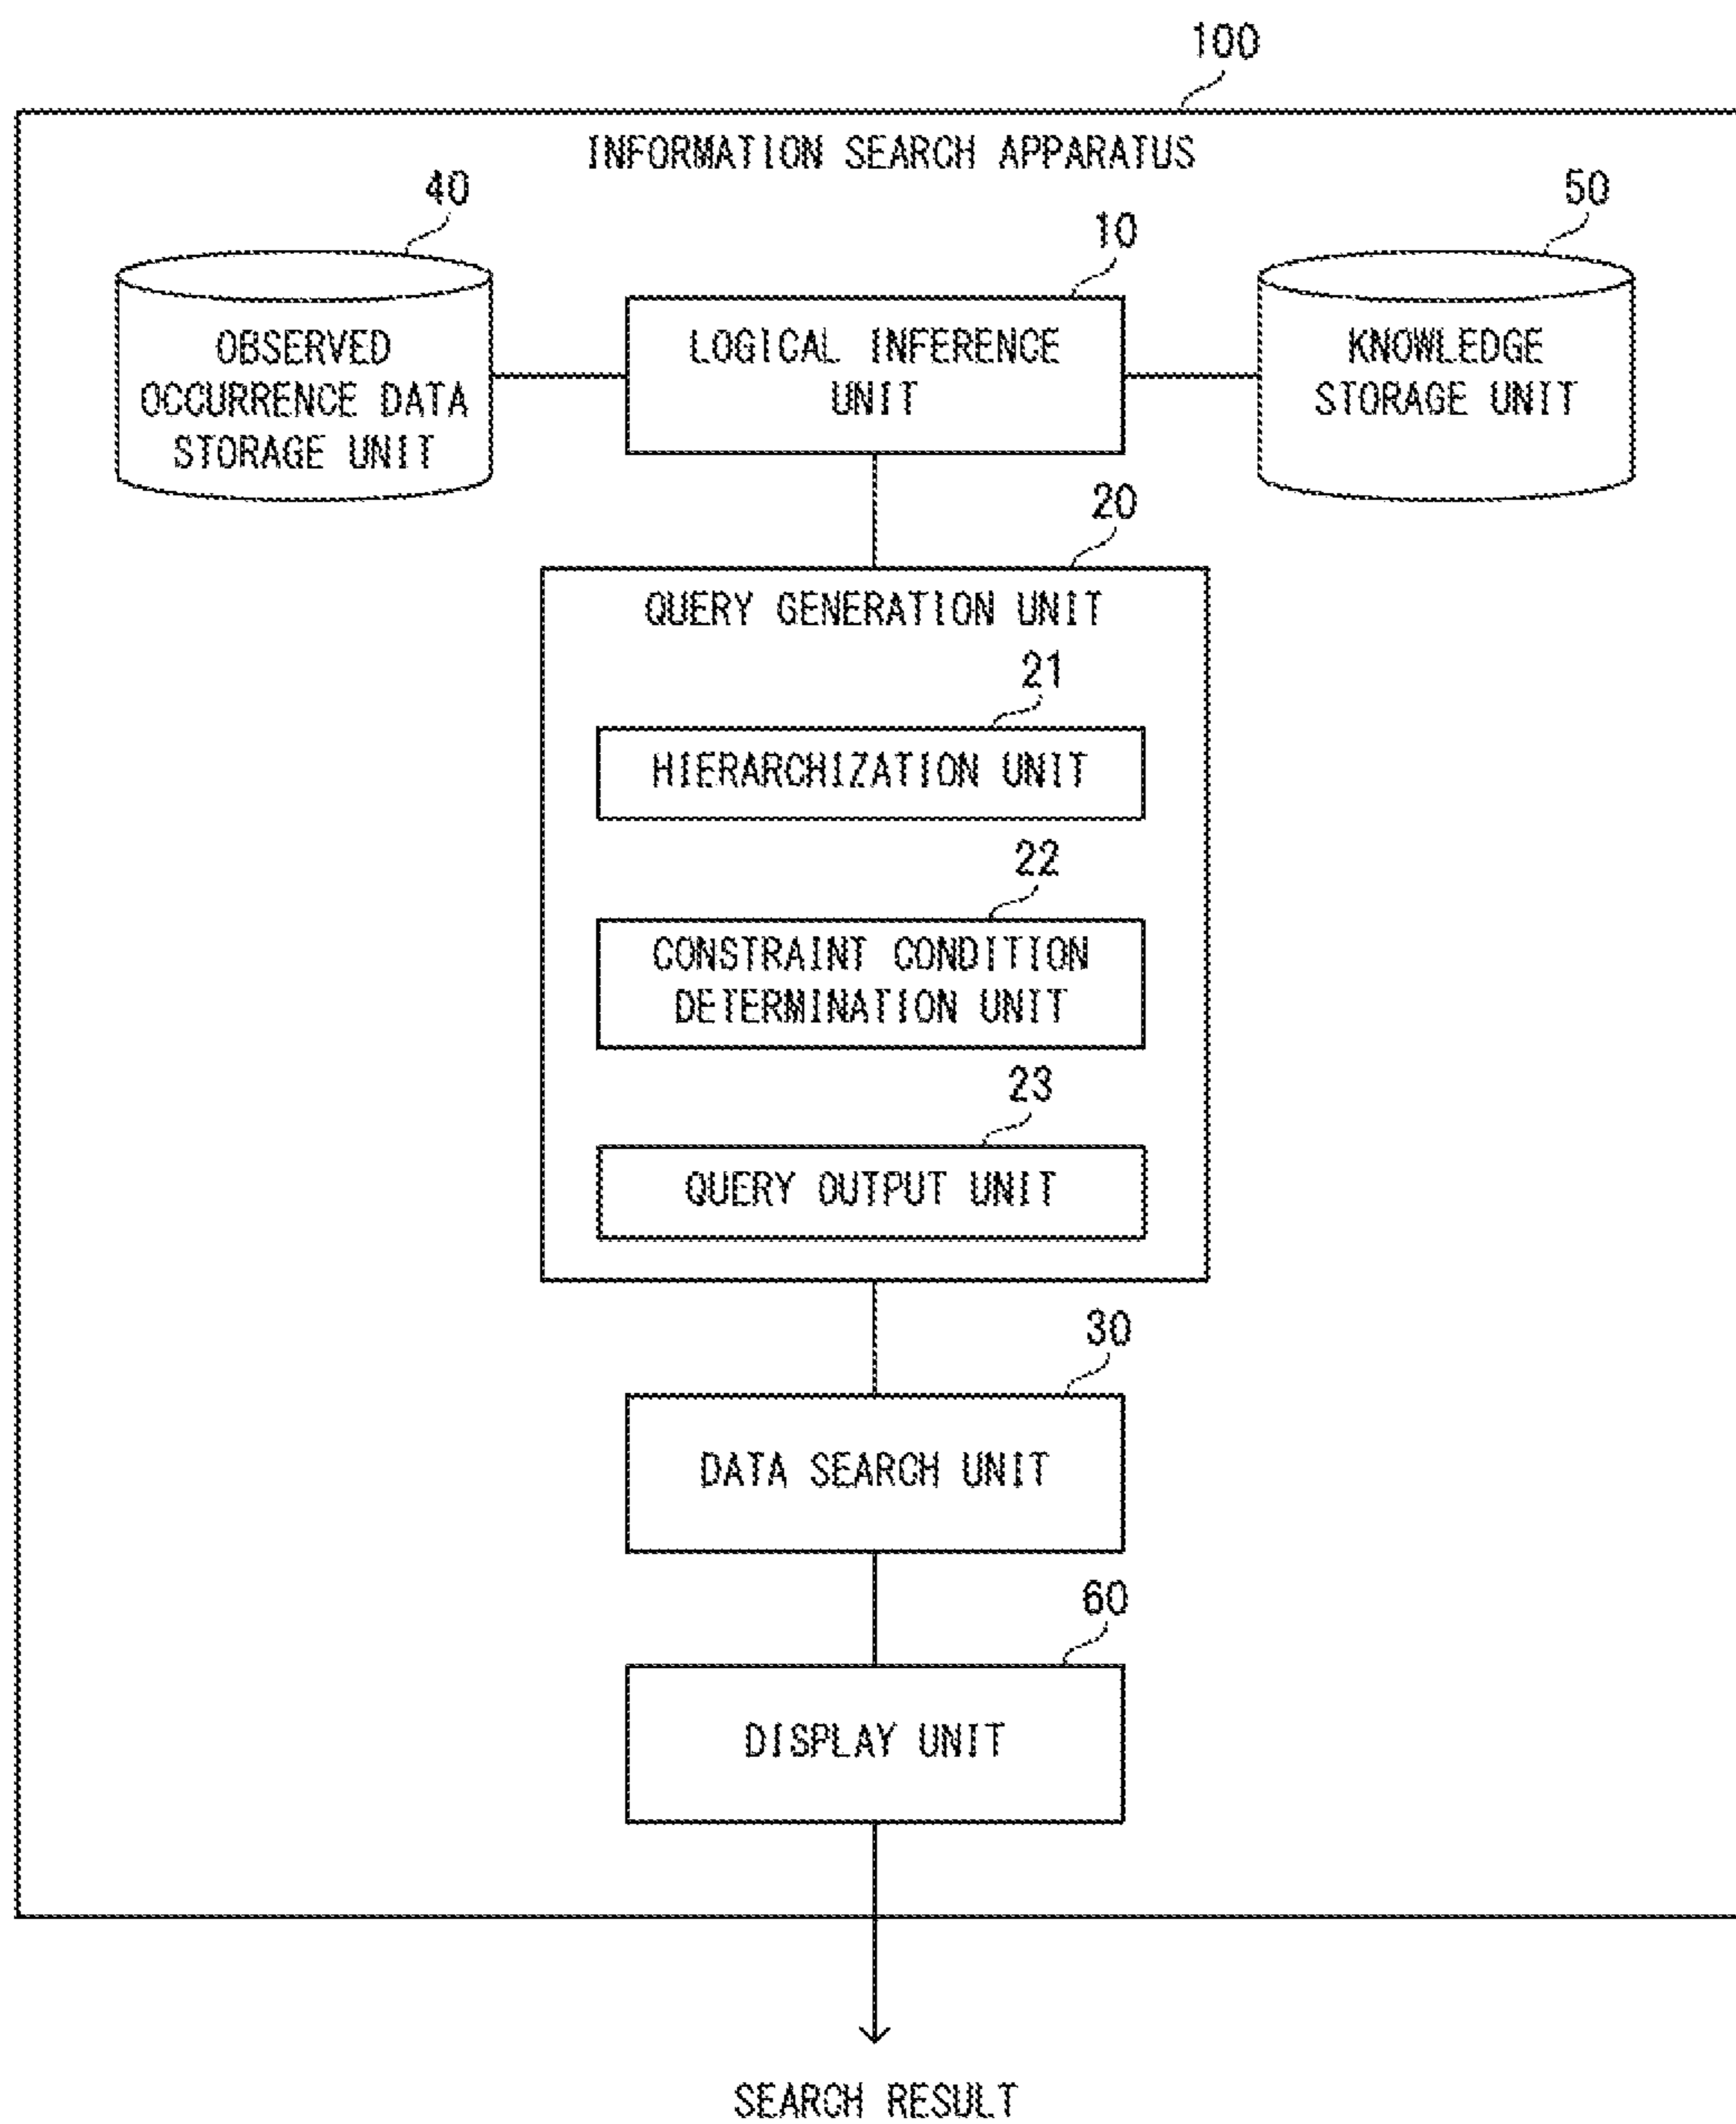 100
INFORMATION SEARCH APPARATUS
40
10
50
OBSERVED
OCCURRENCE DATA
STORAGE UNIT
LOGICAL INFERENCE
UNIT
KNOWLEDGE
STORAGE UNIT
20
QUERY GENERATION UNIT
21
HIERARCHIZATION UNIT
22
CONSTRAINT CONDITION
DETERMINATION UNIT
23
QUERY OUTPUT UNIT
30
DATA SEARCH UNIT
60
DISPLAY UNIT
SEARCH RESULT